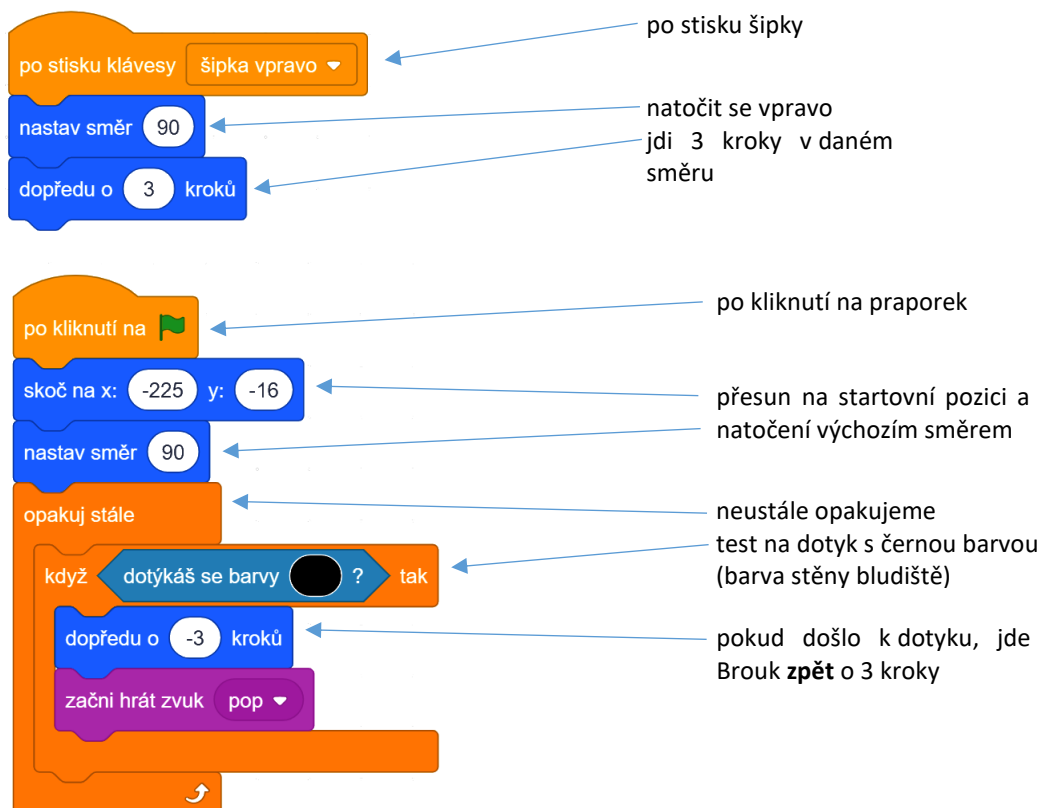 po stisku šipky
po stisku klávesy šipka vpravo
natočit se vpravo
nastav směr 90
jdi 3 kroky v daném
směru
dopředu o 3 kroků
po kliknutí na praporek
po kliknutí na
skoč na x: -225 y: -16
přesun na startovní pozici a
natočení výchozím směrem
nastav směr 90
opakuj stále
neustále opakujeme
test na dotyk s černou barvou
(barva stěny bludiště)
když dotýkáš se barvy ? tak
dopředu o -3 kroků
pokud došlo k dotyku, jde
Brouk zpět o 3 kroky
začni hrát zvuk pop